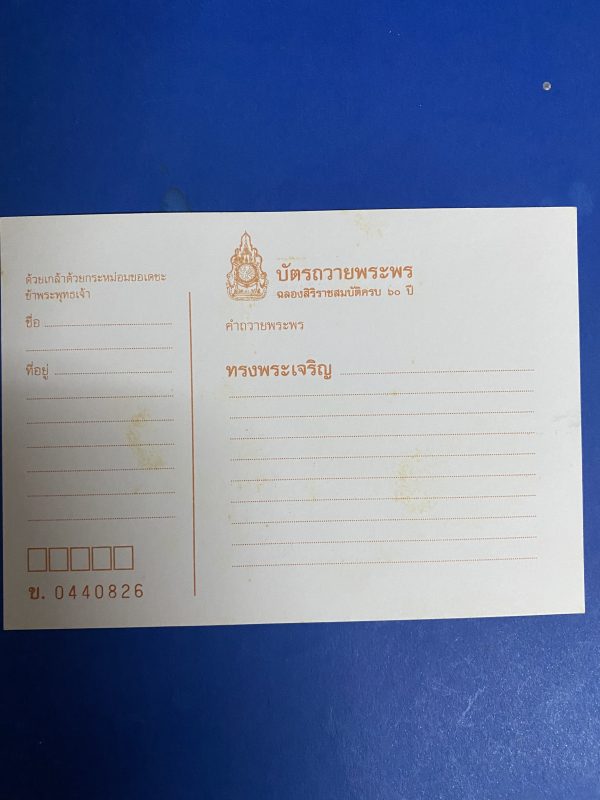 ด้วยเกล้าด้วยกระหม่อมขอเดชะ
ข้าพระพุทธเจ้า
ชื่อ
ที่อยู่
ข. 0440826
บัตรถวายพระพร
ฉลองสิริราชสมบัติครบ ๖๐ ปี
คำถวายพระพร
ทรงพระเจริญ